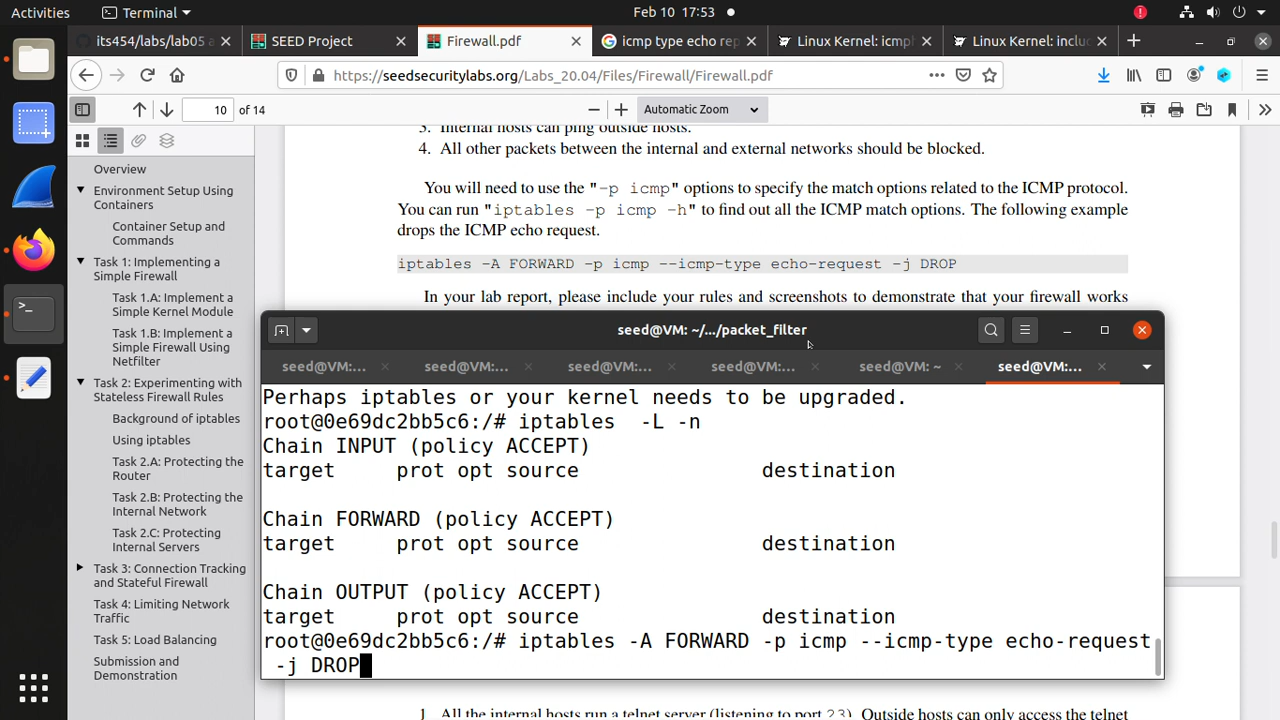 Activities
Terminal
Feb 10 17:53
its454/labs/lab05 a
SEED Project
Firewall.pdf
icmp type echo rep
Linux Kernel: icmp
Linux Kernel: inclu
https://seedsecuritylabs.org/Labs_20.04/Files/Firewall/Firewall.pdf
10 of 14
Automatic Zoom
Overview
Environment Setup Using
Containers
Container Setup and
Commands
Task 1: Implementing a
Simple Firewall
Task 1.A: Implement a
Simple Kernel Module
Task 1.B: Implement a
Simple Firewall Using
Netfilter
Task 2: Experimenting with
Stateless Firewall Rules
Background of iptables
Using iptables
Task 2.A: Protecting the
Router
Task 2.B: Protecting the
Internal Network
Task 2.C: Protecting
Internal Servers
Task 3: Connection Tracking
and Stateful Firewall
Task 4: Limiting Network
Traffic
Task 5: Load Balancing
Submission and
Demonstration
3. Internal hosts can ping outside hosts.
4. All other packets between the internal and external networks should be blocked.
You will need to use the "-p icmp" options to specify the match options related to the ICMP protocol.
You can run "iptables -p icmp -h" to find out all the ICMP match options. The following example
drops the ICMP echo request.
iptables -A FORWARD -p icmp --icmp-type echo-request -j DROP
In your lab report, please include your rules and screenshots to demonstrate that your firewall works
seed@VM: ~/.../packet_filter
seed@VM:...
seed@VM:...
seed@VM:...
seed@VM:...
seed@VM: ~
seed@VM:...
Perhaps iptables or your kernel needs to be upgraded.
root@0e69dc2bb5c6:/# iptables  -L -n
Chain INPUT (policy ACCEPT)
target     prot opt source               destination
Chain FORWARD (policy ACCEPT)
target     prot opt source               destination
Chain OUTPUT (policy ACCEPT)
target     prot opt source               destination
root@0e69dc2bb5c6:/# iptables -A FORWARD -p icmp --icmp-type echo-request
 -j DROP
1. All the internal hosts run a telnet server (listening to port 23). Outside hosts can only access the telnet